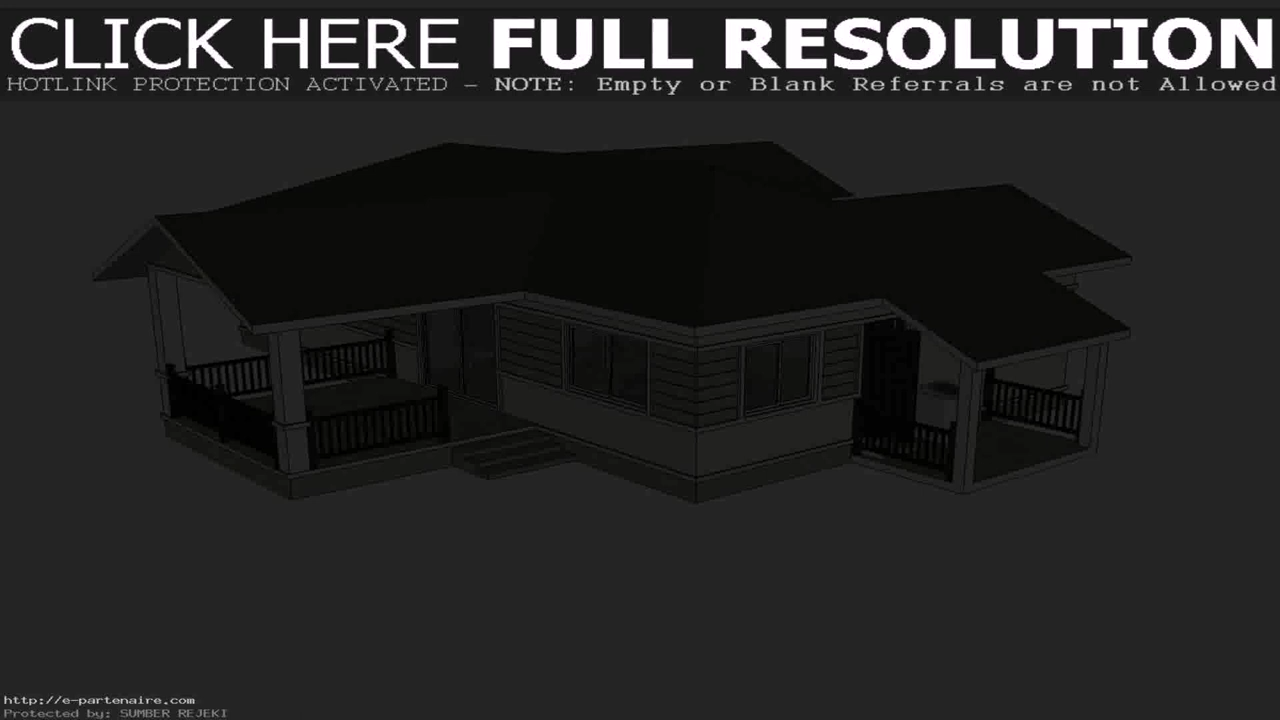 CLICK HERE FULL RESOLUTION
HOTLINK PROTECTION ACTIVATED – NOTE: Empty or Blank Referrals are not Allowed
http://e-partenaire.com
Protected by: SUMBER REJEKI